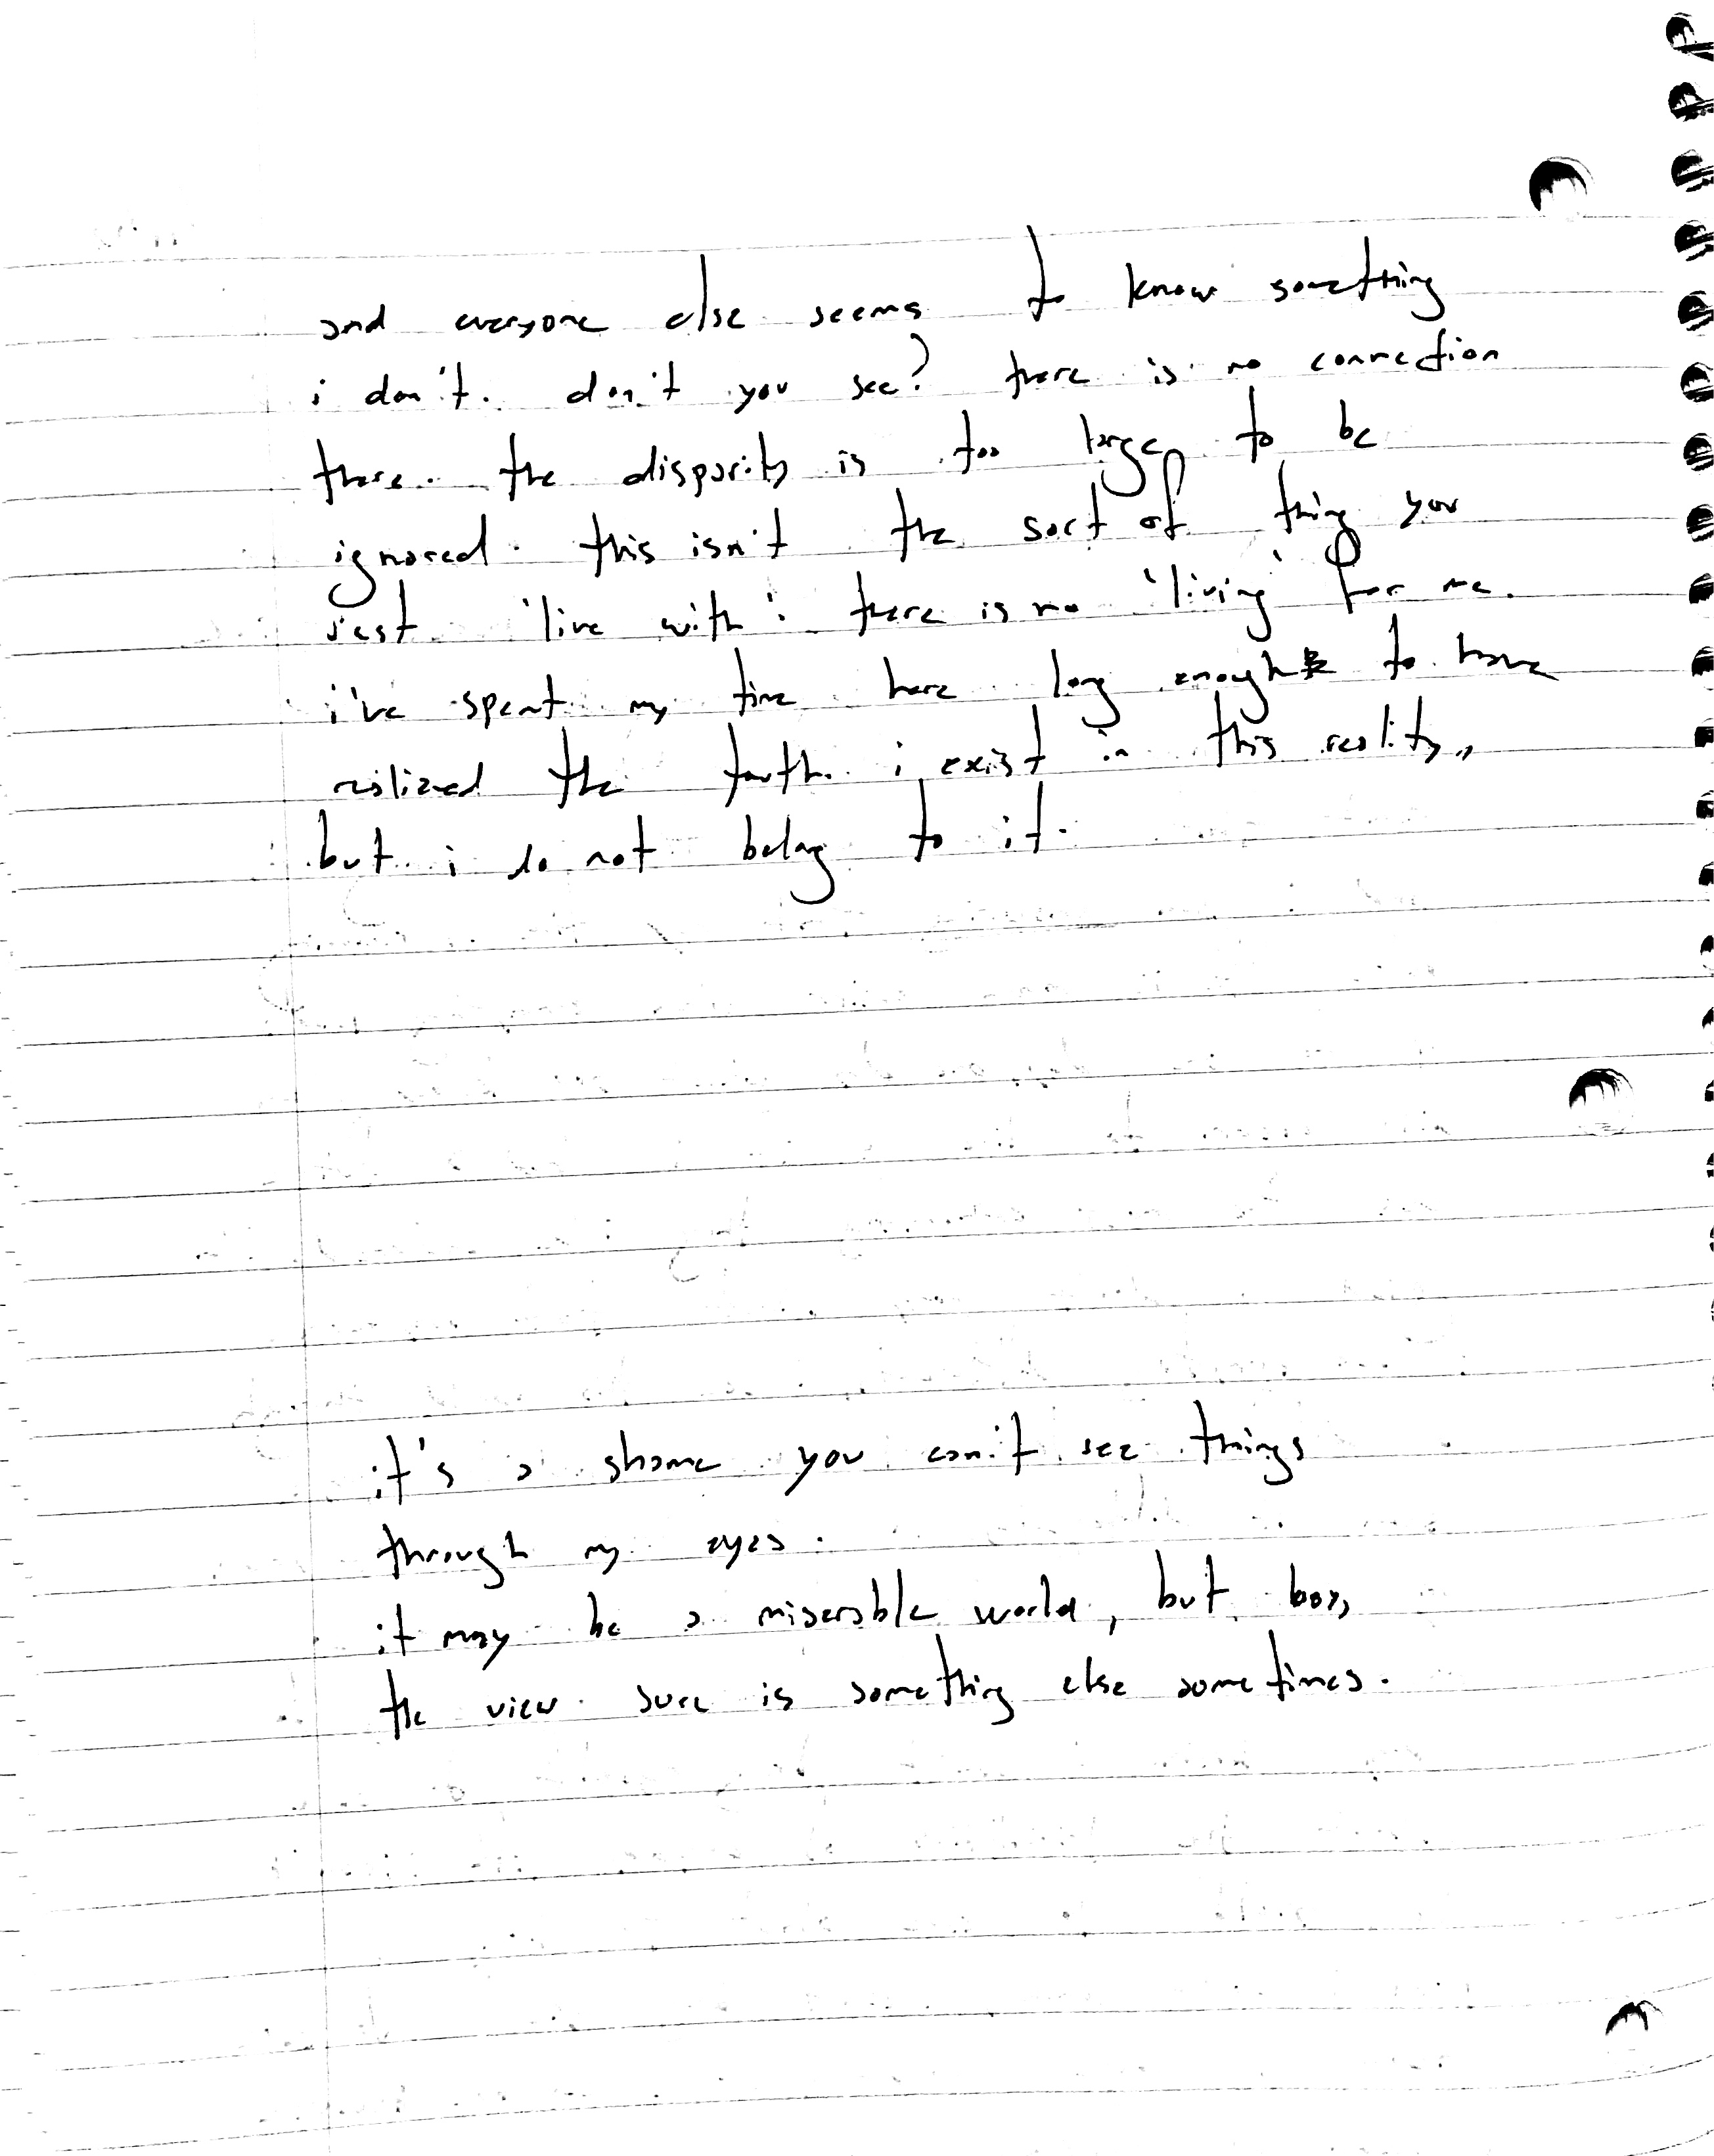 and everyone else seems to know something
i don't. don't you see? there is no connection
there. the disparity is too large to be
ignored. this isn't the sort of thing you
just 'live with'. there is no 'living' for me.
i've spent my time here long enough to have
realized the truth. i exist in this reality,
but i do not belong to it.
it's a shame you can't see things
through my eyes.
it may be a miserable world, but boy,
the view sure is something else sometimes.